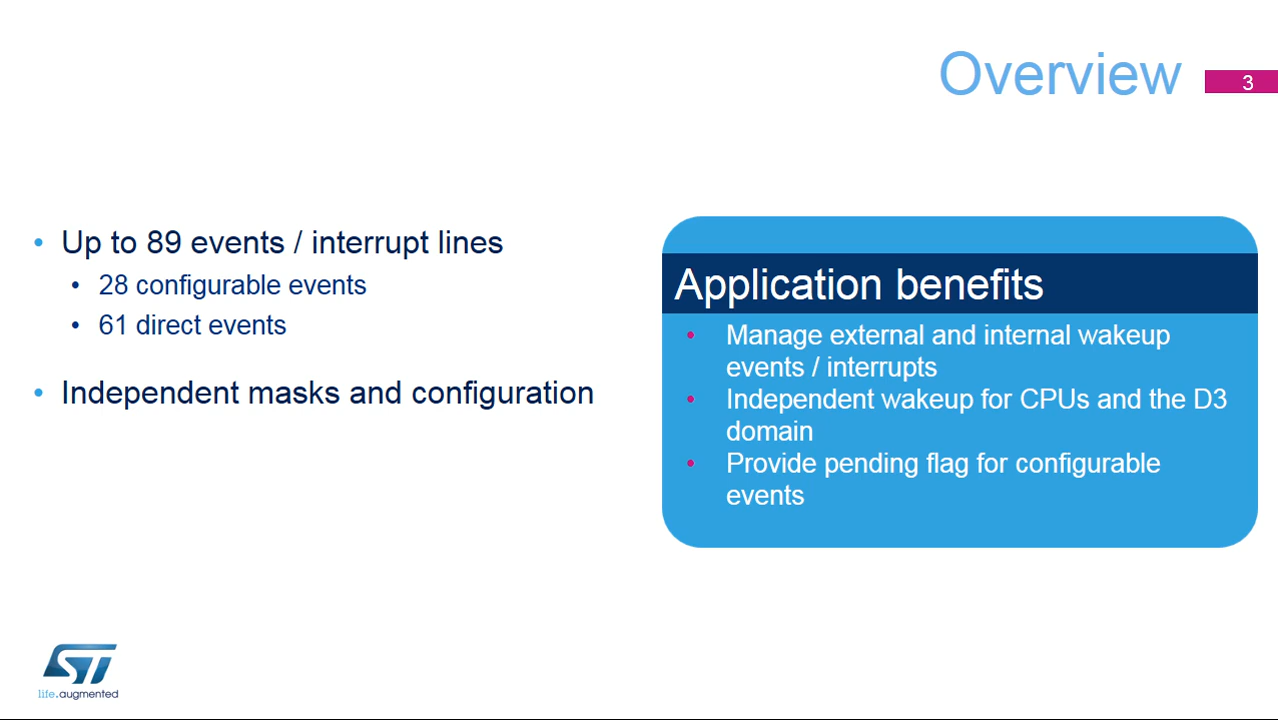 Overview
3
• Up to 89 events / interrupt lines
• 28 configurable events
• 61 direct events
• Independent masks and configuration
Application benefits
• Manage external and internal wakeup
events / interrupts
• Independent wakeup for CPUs and the D3
domain
• Provide pending flag for configurable
events
ST
life.augmented